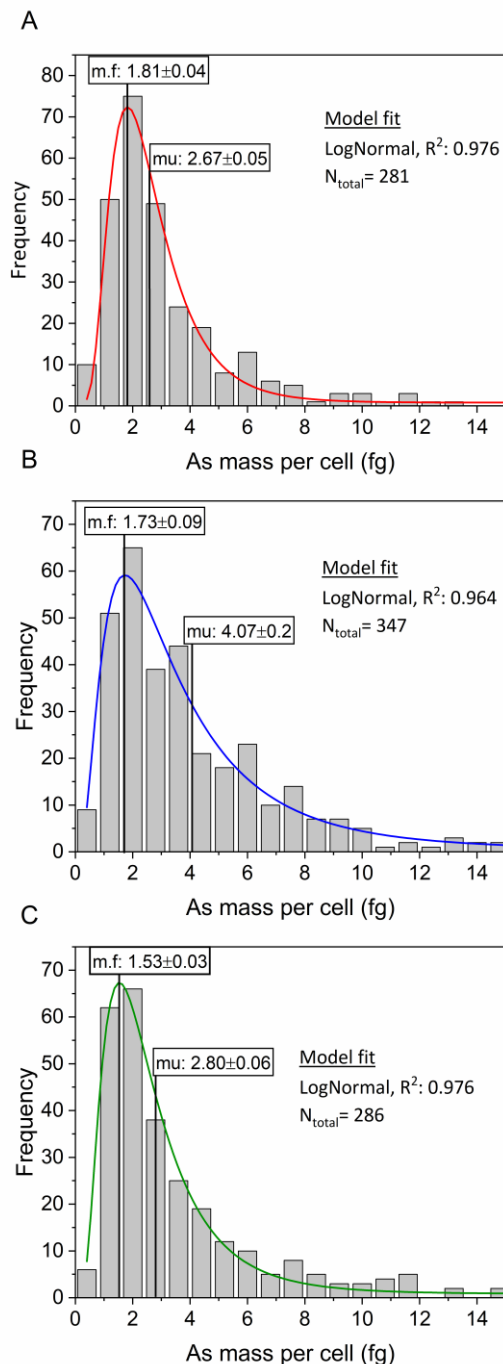 A
m.f: 1.81±0.04
mu: 2.67±0.05
Model fit
LogNormal, R²: 0.976
N_total= 281
Frequency
80
70
60
50
40
30
20
10
0
0 2 4 6 8 10 12 14
As mass per cell (fg)
B
m.f: 1.73±0.09
mu: 4.07±0.2
Model fit
LogNormal, R²: 0.964
N_total= 347
Frequency
70
60
50
40
30
20
10
0
0 2 4 6 8 10 12 14
As mass per cell (fg)
C
m.f: 1.53±0.03
mu: 2.80±0.06
Model fit
LogNormal, R²: 0.976
N_total= 286
Frequency
70
60
50
40
30
20
10
0
0 2 4 6 8 10 12 14
As mass per cell (fg)